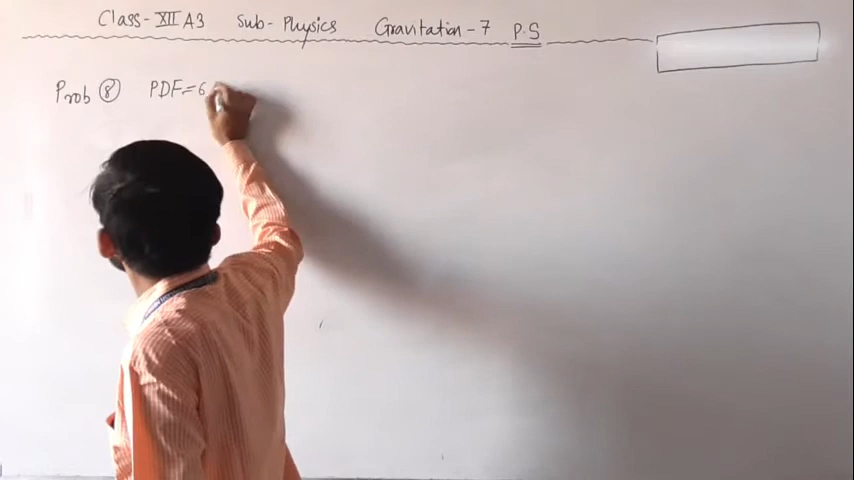 Class-XII A3 Sub-Physics Gravitation-7 P.S
Prob 8 PDF=6